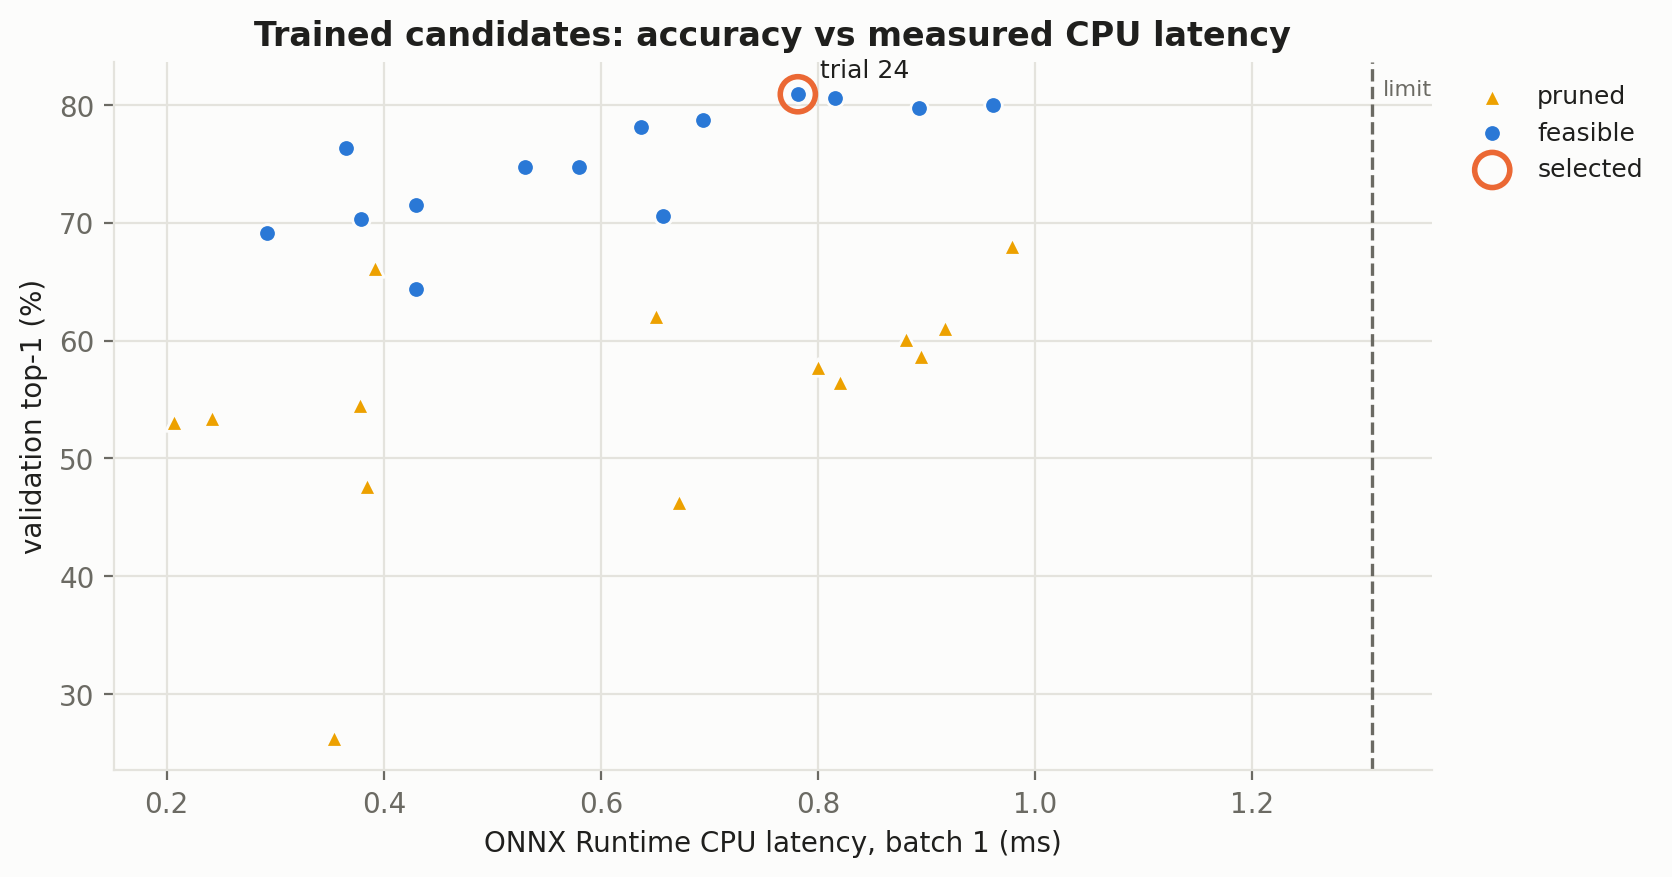 Trained candidates: accuracy vs measured CPU latency
trial 24
limit
pruned
feasible
selected
validation top-1 (%)
80
70
60
50
40
30
0.2
0.4
0.6
0.8
1.0
1.2
ONNX Runtime CPU latency, batch 1 (ms)